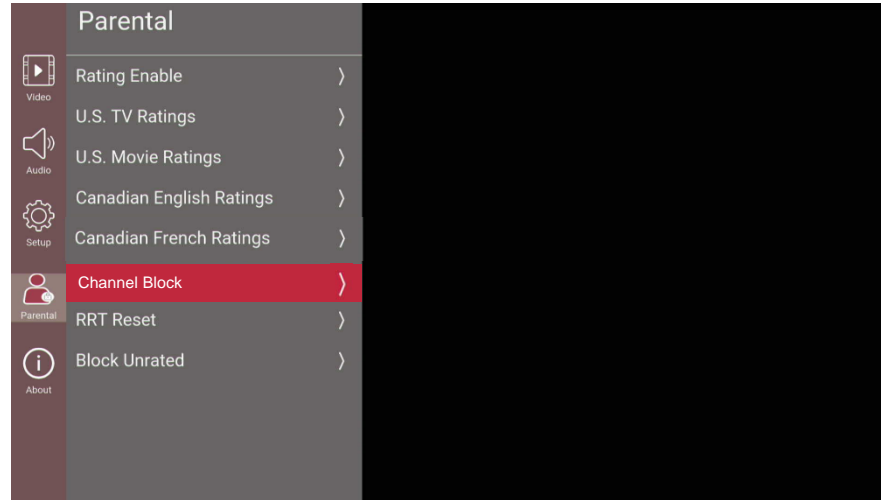 Parental
Video
Audio
Setup
Parental
About
Rating Enable
U.S. TV Ratings
U.S. Movie Ratings
Canadian English Ratings
Canadian French Ratings
Channel Block
RRT Reset
Block Unrated